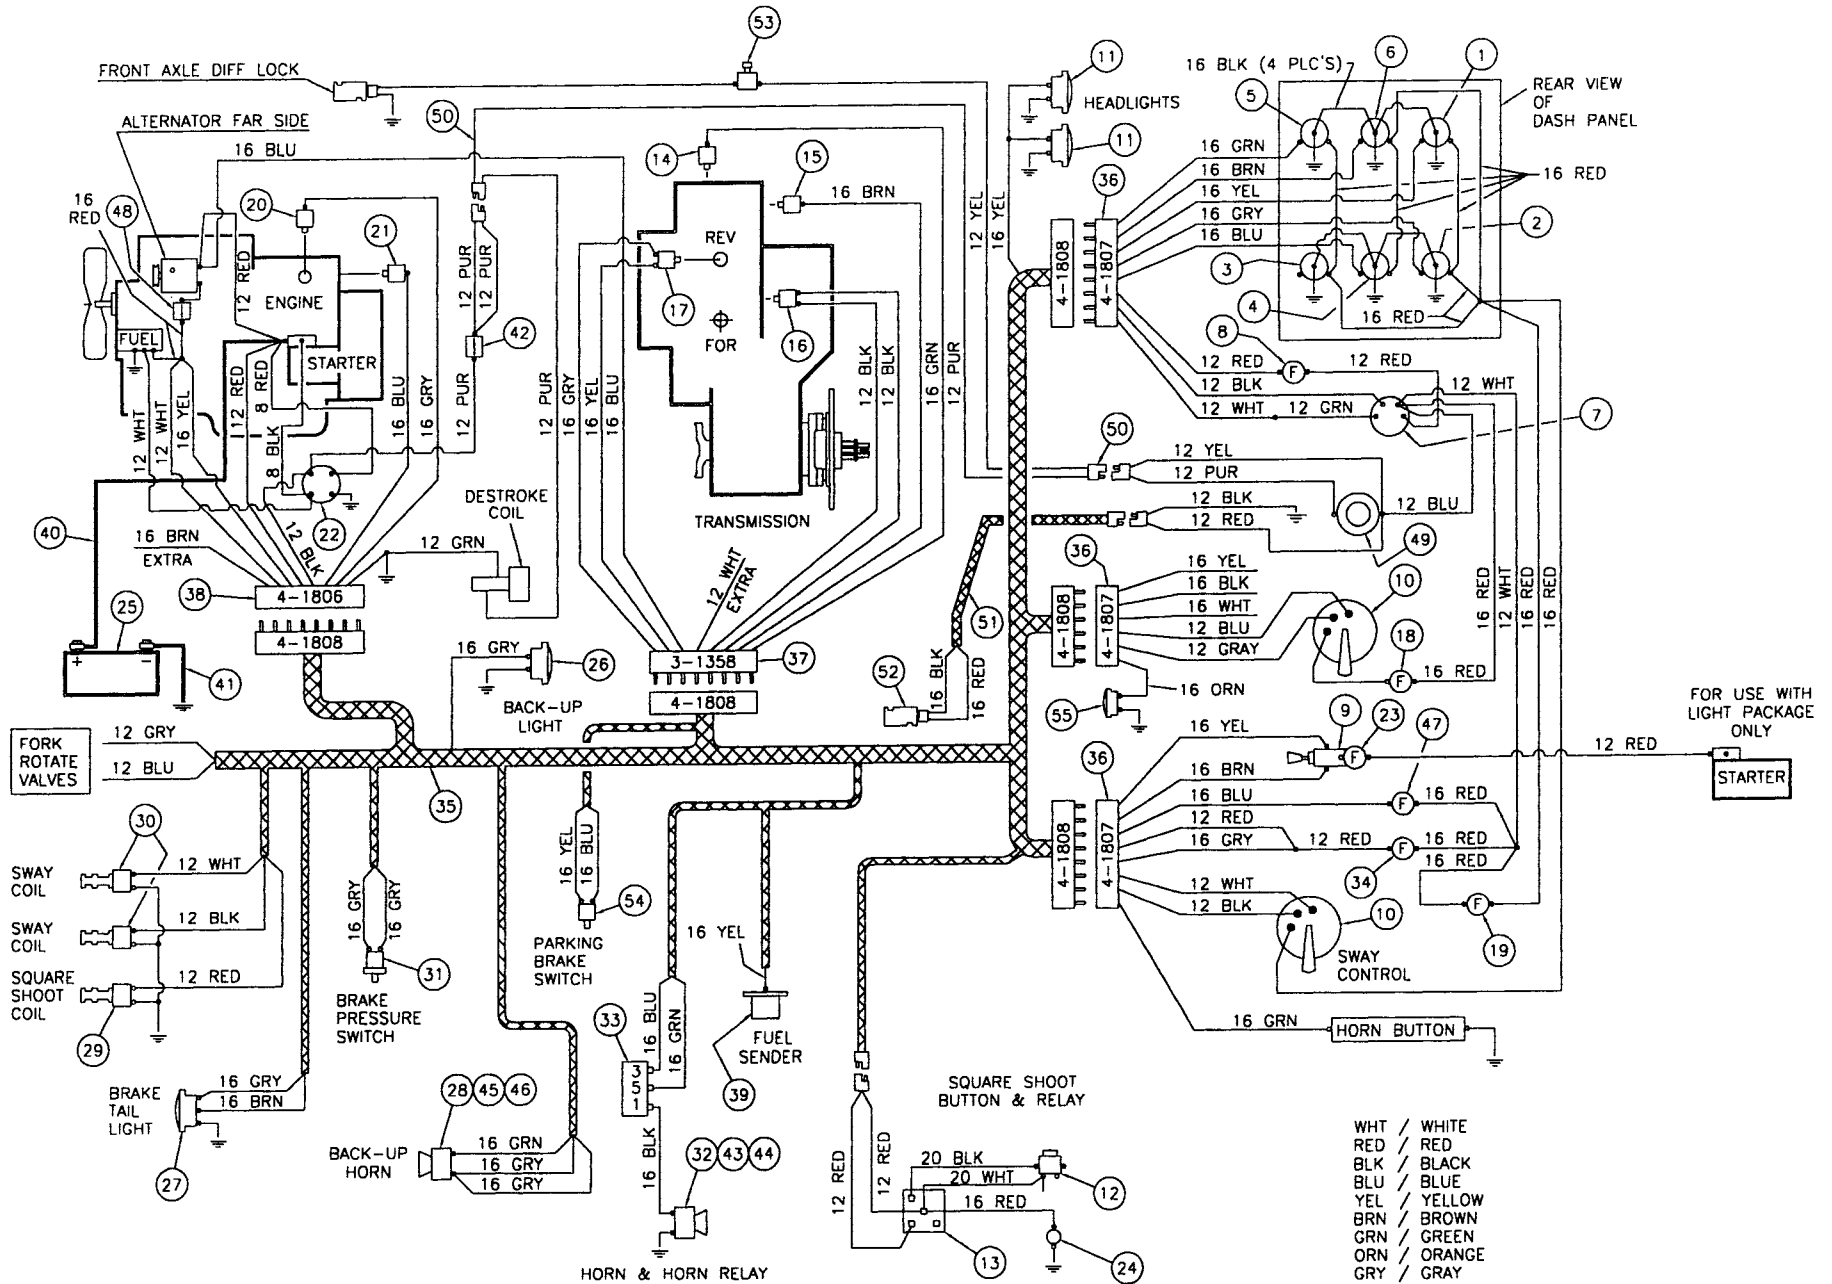 53
FRONT AXLE DIFF LOCK
11
HEADLIGHTS
11
16 BLK (4 PLC'S)
6
1
5
REAR VIEW
OF
DASH PANEL
ALTERNATOR FAR SIDE
50
16 BLU
14
15
16 BRN
12 YEL
16 YEL
36
16 GRN
16 BRN
16 YEL
16 GRY
16 BLU
16 RED
2
3
4
16 RED
16
RED
48
20
21
12 RED
ENGINE
FUEL
STARTER
12 PUR
12 PUR
42
REV
17
FOR
16
4-1808
4-1807
8
12 RED
F
12 RED
12 BLK
12 WHT
12 WHT
12 GRN
7
12 WHT
12 WHT
16 YEL
12 RED
8 RED
8 BLK
16 BLU
16 GRY
12 PUR
12 PUR
16 GRY
16 YEL
16 BLU
12 BLK
12 BLK
16 GRN
12 PUR
TRANSMISSION
22
40
16 BRN
EXTRA
12 BLK
38
4-1806
4-1808
DESTROKE
COIL
12 GRN
12 WHT
EXTRA
3-1358
37
4-1808
50
12 YEL
12 PUR
12 BLK
12 RED
12 BLU
49
51
52
16 BLK
16 RED
36
4-1808
4-1807
16 YEL
16 BLK
16 WHT
12 BLU
12 GRAY
16 ORN
55
10
18
F
16 RED
16 RED
12 WHT
16 RED
16 RED
25
+
-
41
16 GRY
26
BACK-UP
LIGHT
FORK
ROTATE
VALVES
12 GRY
12 BLU
35
36
4-1808
4-1807
16 YEL
9
23
F
47
16 BRN
16 BLU
F
16 RED
12 RED
16 GRY
12 RED
F
16 RED
16 RED
34
12 WHT
12 BLK
F
19
10
SWAY
CONTROL
16 GRN
HORN BUTTON
FOR USE WITH
LIGHT PACKAGE
ONLY
12 RED
STARTER
30
SWAY
COIL
12 WHT
SWAY
COIL
12 BLK
SQUARE
SHOOT
COIL
12 RED
29
16 GRY
16 GRY
31
BRAKE
PRESSURE
SWITCH
16 YEL
16 BLU
54
PARKING
BRAKE
SWITCH
16 YEL
FUEL
SENDER
39
33
16 BLU
16 GRN
3
5
1
16 BLK
BRAKE
TAIL
LIGHT
16 GRY
16 BRN
27
28
45
46
BACK-UP
HORN
16 GRN
16 GRY
16 GRY
32
43
44
HORN & HORN RELAY
SQUARE SHOOT
BUTTON & RELAY
12 RED
12 RED
20 BLK
20 WHT
16 RED
12
13
24
WHT / WHITE
RED / RED
BLK / BLACK
BLU / BLUE
YEL / YELLOW
BRN / BROWN
GRN / GREEN
ORN / ORANGE
GRY / GRAY